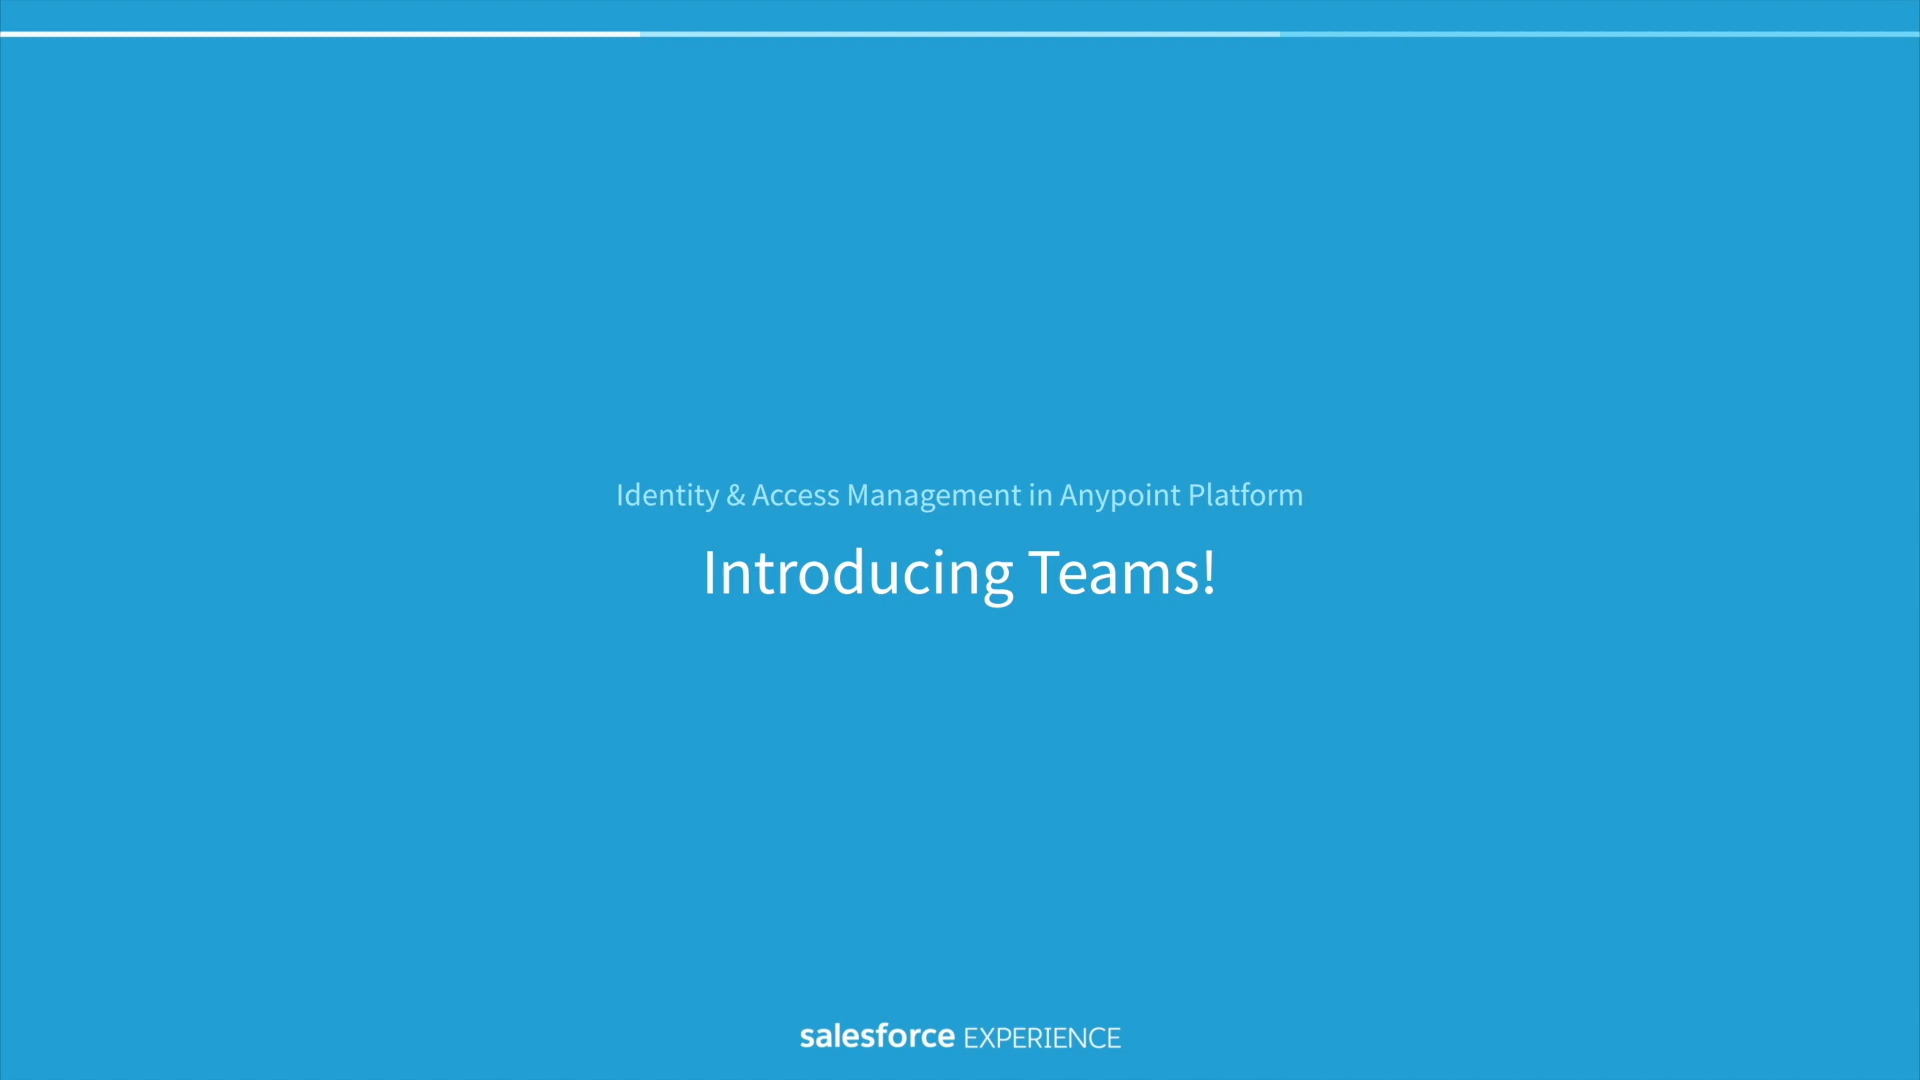 Identity & Access Management in Anypoint Platform
Introducing Teams!
salesforce EXPERIENCE